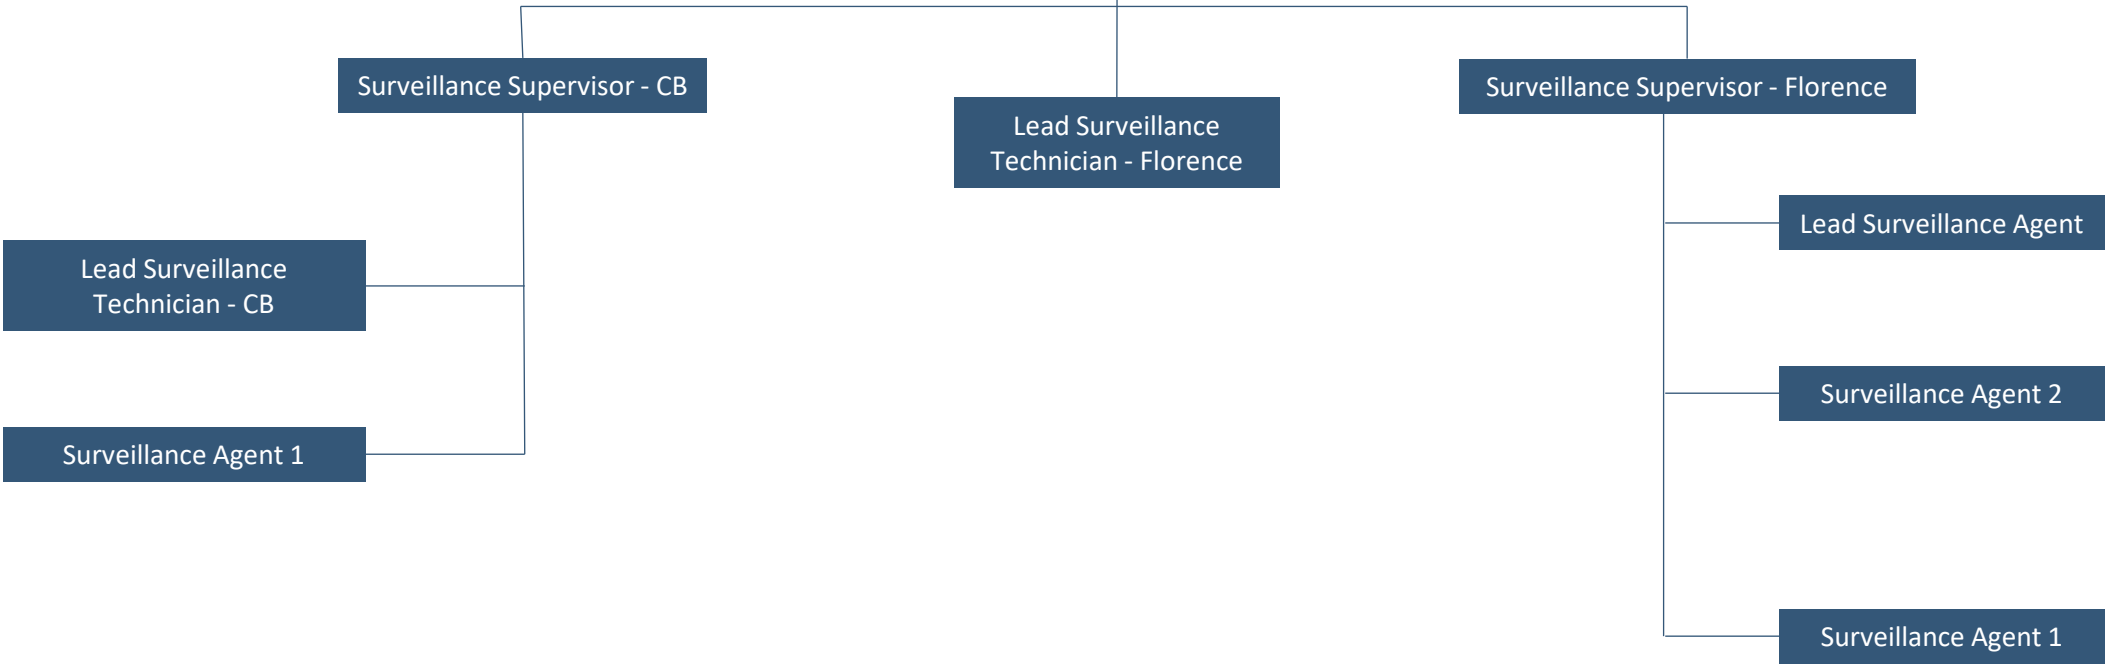 Surveillance Supervisor - CB
Surveillance Supervisor - Florence
Lead Surveillance
Technician - Florence
Lead Surveillance Agent
Lead Surveillance
Technician - CB
Surveillance Agent 2
Surveillance Agent 1
Surveillance Agent 1